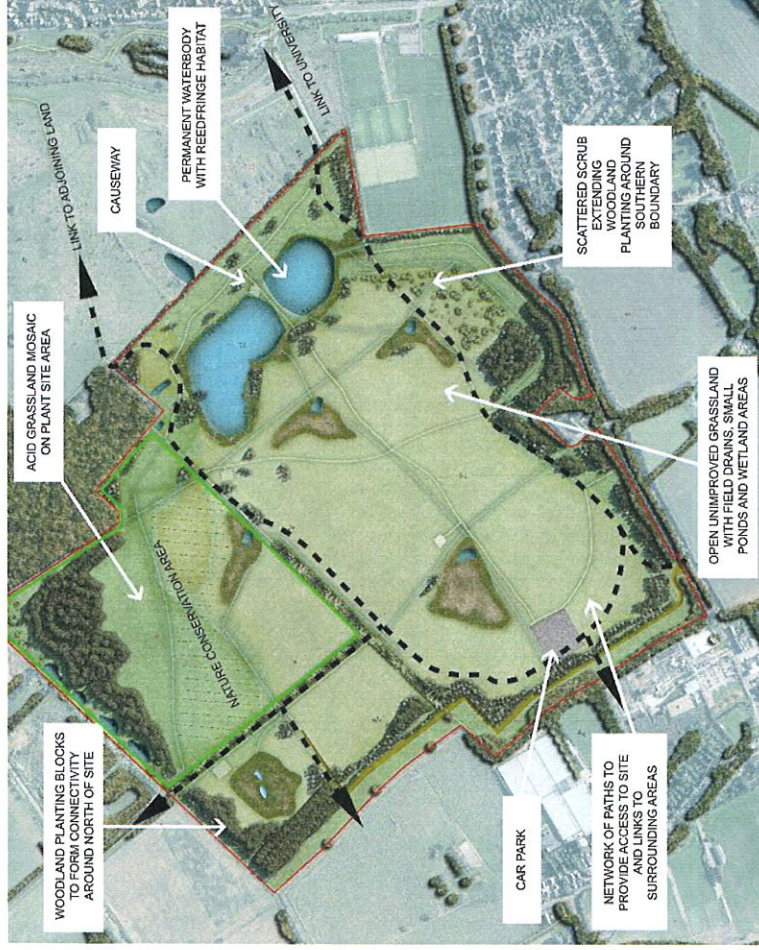 WOODLAND PLANTING BLOCKS
TO FORM CONNECTIVITY
AROUND NORTH OF SITE
ACID GRASSLAND MOSAIC
ON PLANT SITE AREA
LINK TO ADJOINING LAND
CAUSEWAY
PERMANENT WATERBODY
WITH REEDFRINGE HABITAT
LINK TO UNIVERSITY
NATURE CONSERVATION AREA
CAR PARK
NETWORK OF PATHS TO
PROVIDE ACCESS TO SITE
AND LINKS TO
SURROUNDING AREAS
OPEN UNIMPROVED GRASSLAND
WITH FIELD DRAINS, SMALL
PONDS AND WETLAND AREAS
SCATTERED SCRUB
EXTENDING
WOODLAND
PLANTING AROUND
SOUTHERN
BOUNDARY